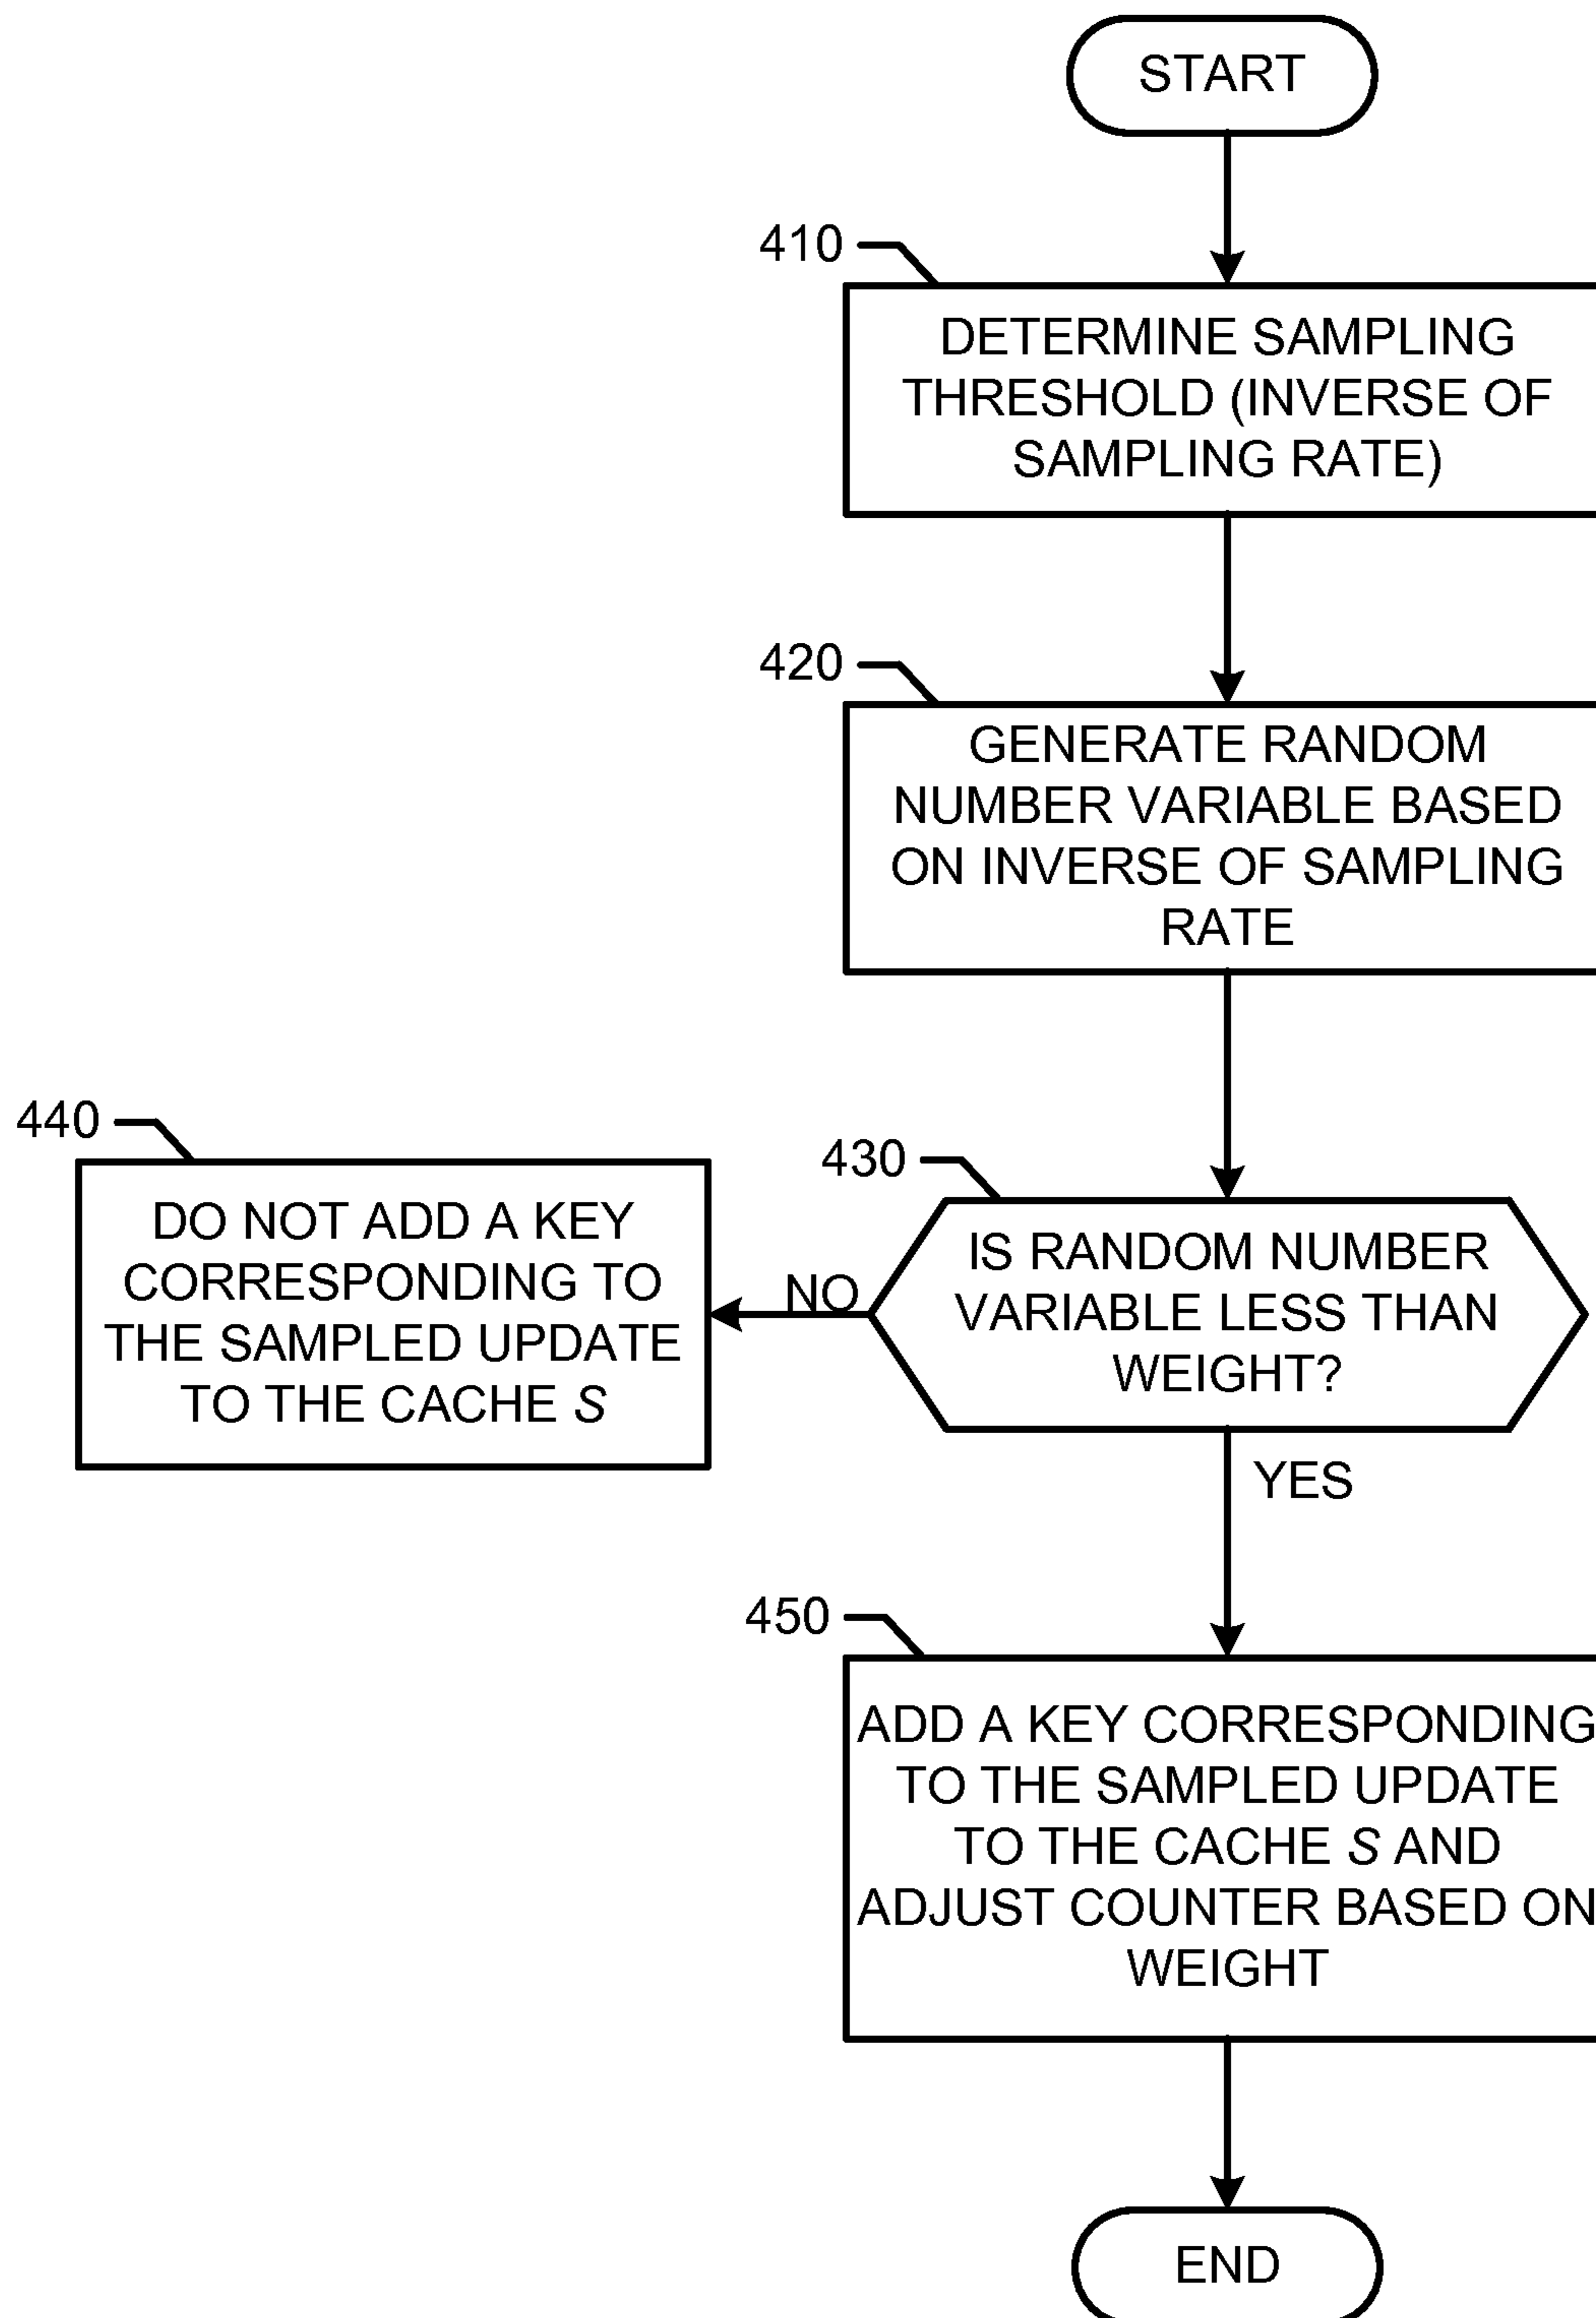 START
410
DETERMINE SAMPLING
THRESHOLD (INVERSE OF
SAMPLING RATE)
420
GENERATE RANDOM
NUMBER VARIABLE BASED
ON INVERSE OF SAMPLING
RATE
430
IS RANDOM NUMBER
VARIABLE LESS THAN
WEIGHT?
NO
440
DO NOT ADD A KEY
CORRESPONDING TO
THE SAMPLED UPDATE
TO THE CACHE S
YES
450
ADD A KEY CORRESPONDING
TO THE SAMPLED UPDATE
TO THE CACHE S AND
ADJUST COUNTER BASED ON
WEIGHT
END